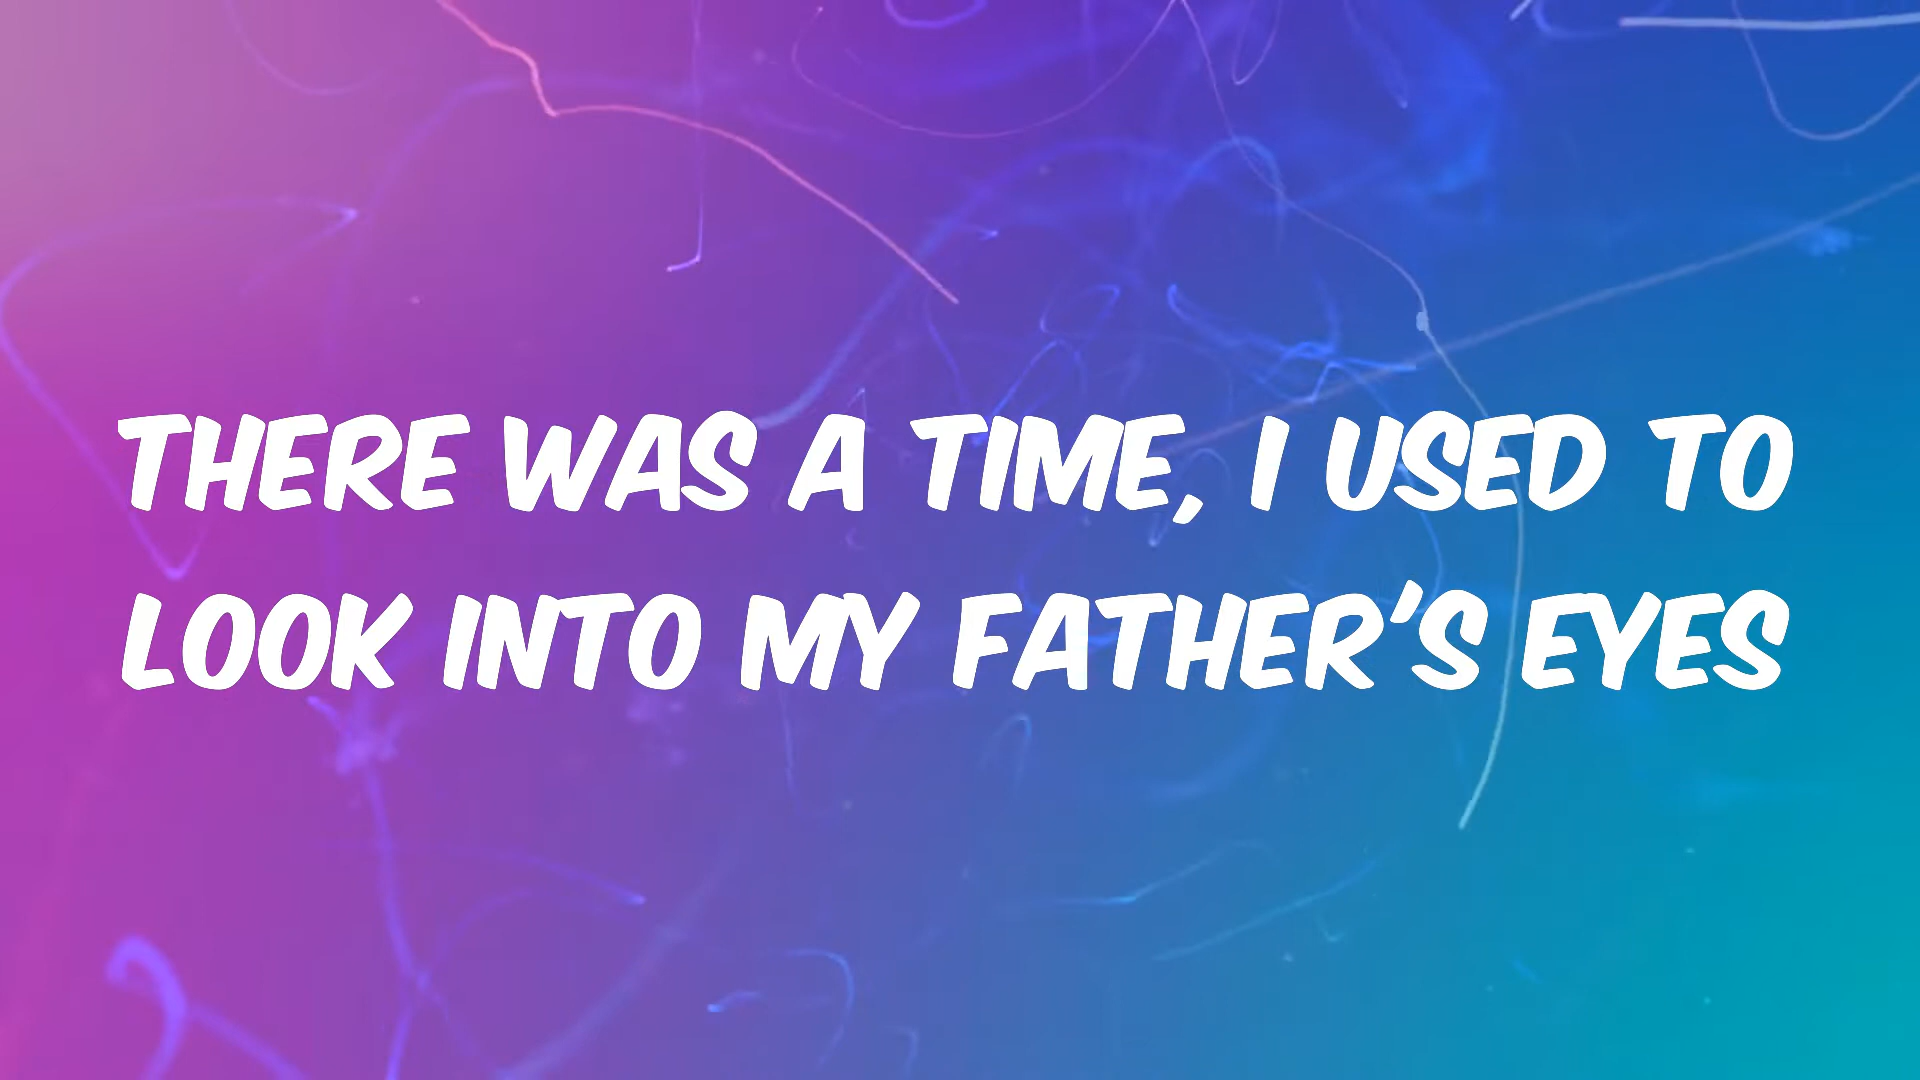 THERE WAS A TIME, I USED TO
LOOK INTO MY FATHER'S EYES